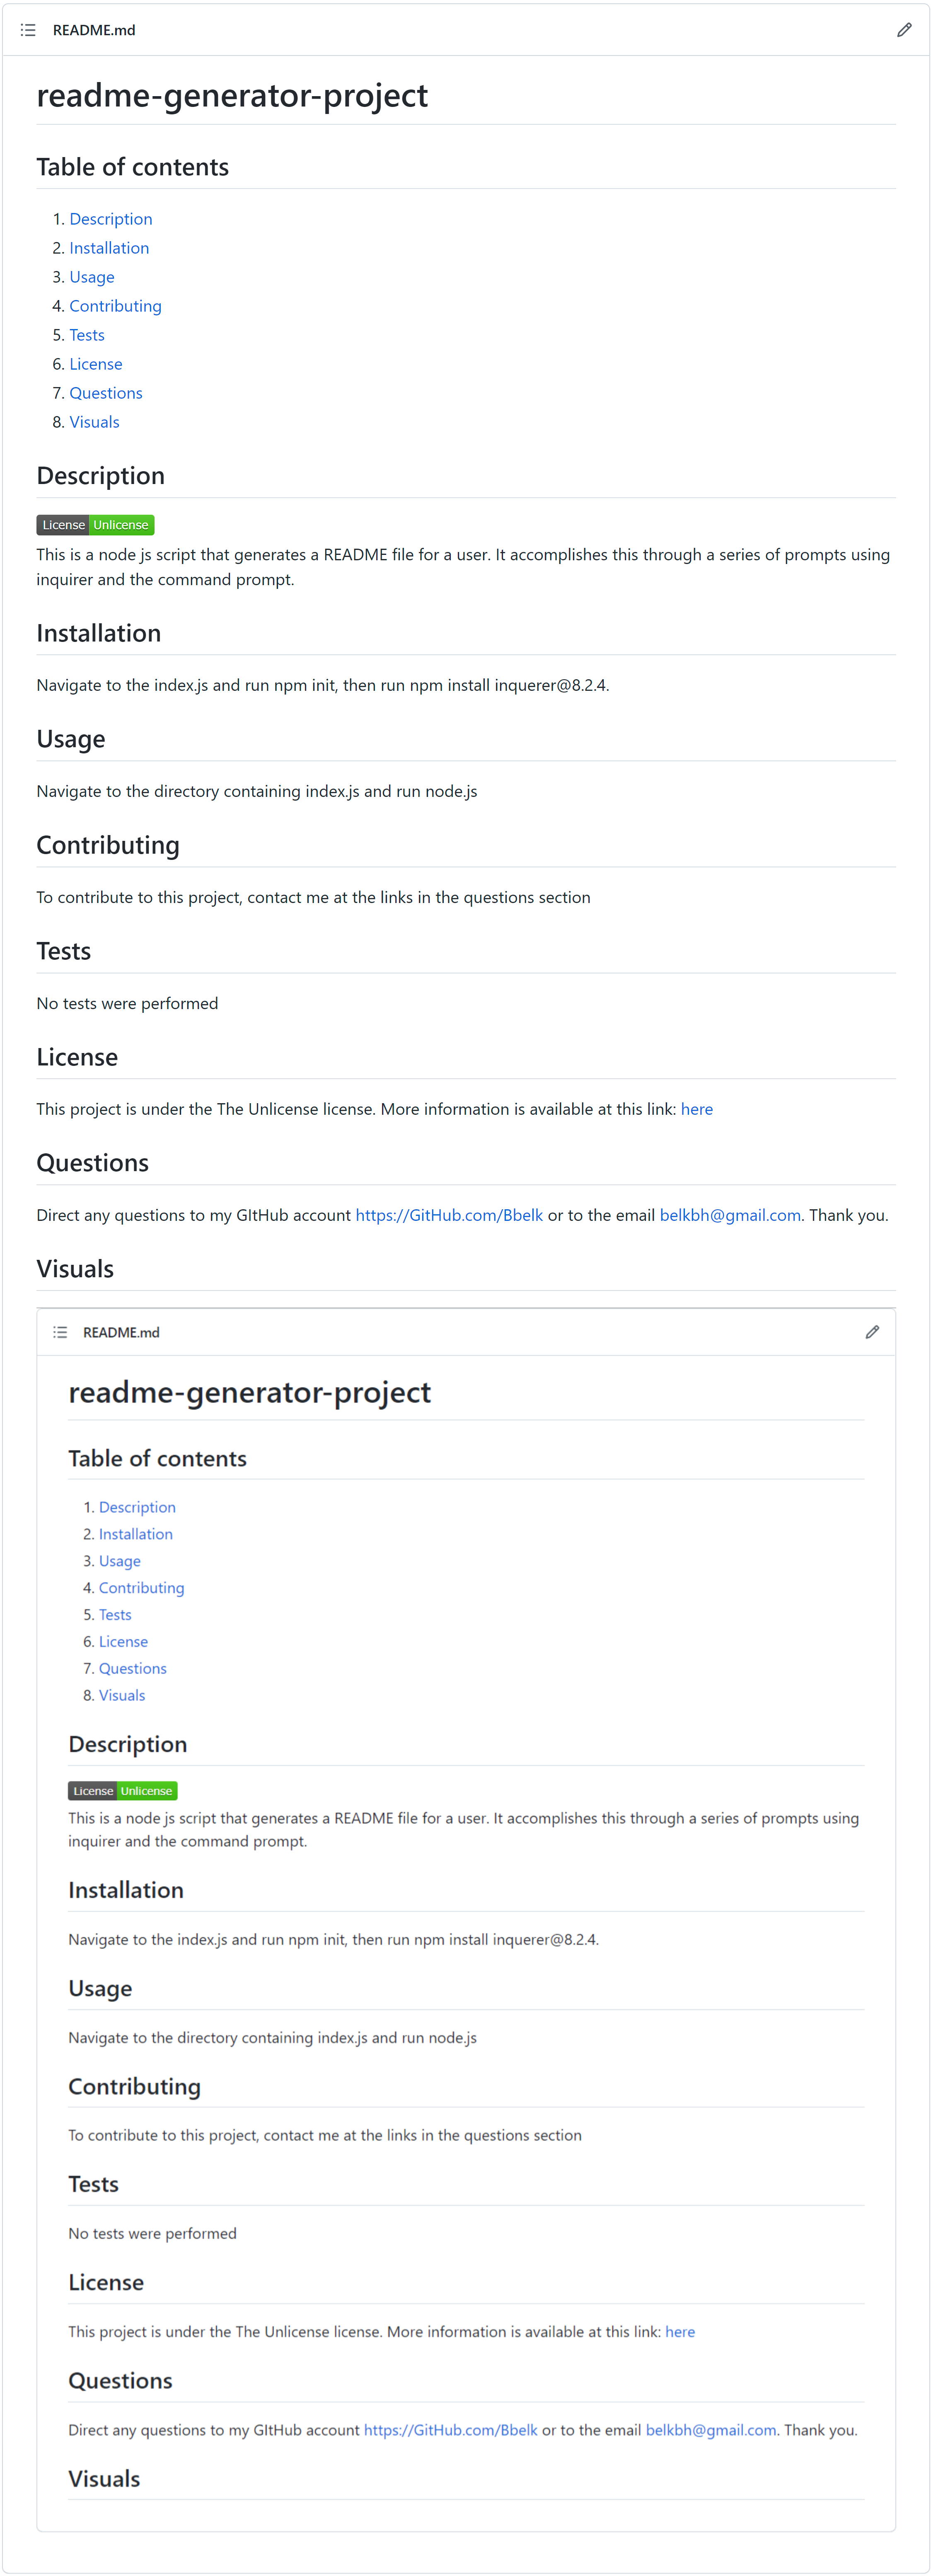 README.md
readme-generator-project
Table of contents
1. Description
2. Installation
3. Usage
4. Contributing
5. Tests
6. License
7. Questions
8. Visuals
Description
License Unlicense
This is a node js script that generates a README file for a user. It accomplishes this through a series of prompts using
inquirer and the command prompt.
Installation
Navigate to the index.js and run npm init, then run npm install inquerer@8.2.4.
Usage
Navigate to the directory containing index.js and run node.js
Contributing
To contribute to this project, contact me at the links in the questions section
Tests
No tests were performed
License
This project is under the The Unlicense license. More information is available at this link: here
Questions
Direct any questions to my GItHub account https://GitHub.com/Bbelk or to the email belkbh@gmail.com. Thank you.
Visuals
README.md
readme-generator-project
Table of contents
1. Description
2. Installation
3. Usage
4. Contributing
5. Tests
6. License
7. Questions
8. Visuals
Description
License Unlicense
This is a node js script that generates a README file for a user. It accomplishes this through a series of prompts using
inquirer and the command prompt.
Installation
Navigate to the index.js and run npm init, then run npm install inquerer@8.2.4.
Usage
Navigate to the directory containing index.js and run node.js
Contributing
To contribute to this project, contact me at the links in the questions section
Tests
No tests were performed
License
This project is under the The Unlicense license. More information is available at this link: here
Questions
Direct any questions to my GItHub account https://GitHub.com/Bbelk or to the email belkbh@gmail.com. Thank you.
Visuals